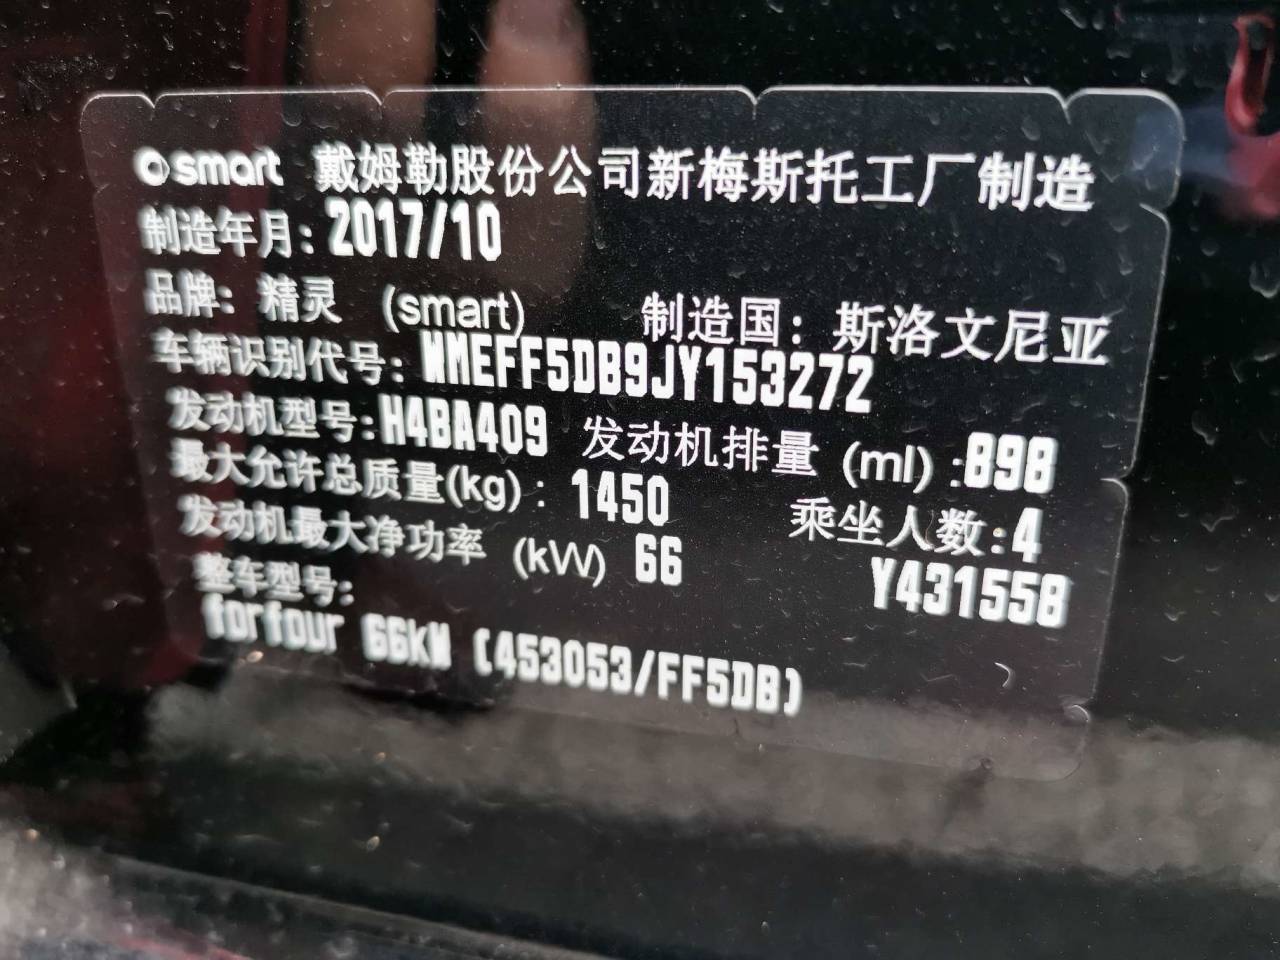 smart 戴姆勒股份公司新梅斯托工厂制造
制造年月: 2017/10
品牌: 精灵 (smart) 制造国: 斯洛文尼亚
车辆识别代号: WMEFF5DB9JY153272
发动机型号: H4BA409 发动机排量 (ml) :898
最大允许总质量(kg): 1450 乘坐人数:4
发动机最大净功率 (kW) 66 Y431558
整车型号:
forfour 66kW (453053/FF5DB)